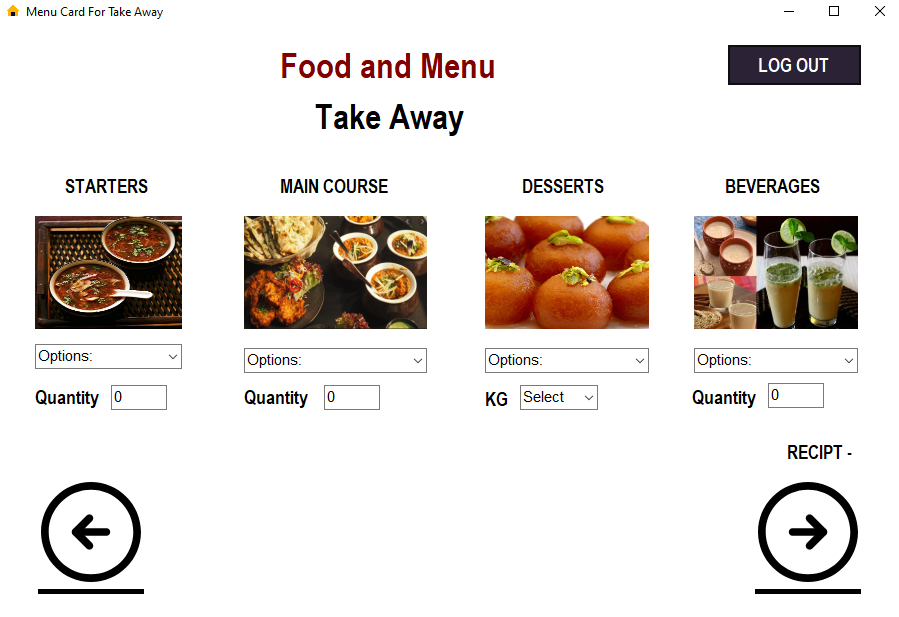 Menu Card For Take Away
Food and Menu
LOG OUT
Take Away
STARTERS
MAIN COURSE
DESSERTS
BEVERAGES
Options:
Options:
Options:
Options:
Quantity 0
Quantity 0
KG Select
Quantity 0
RECIPT -